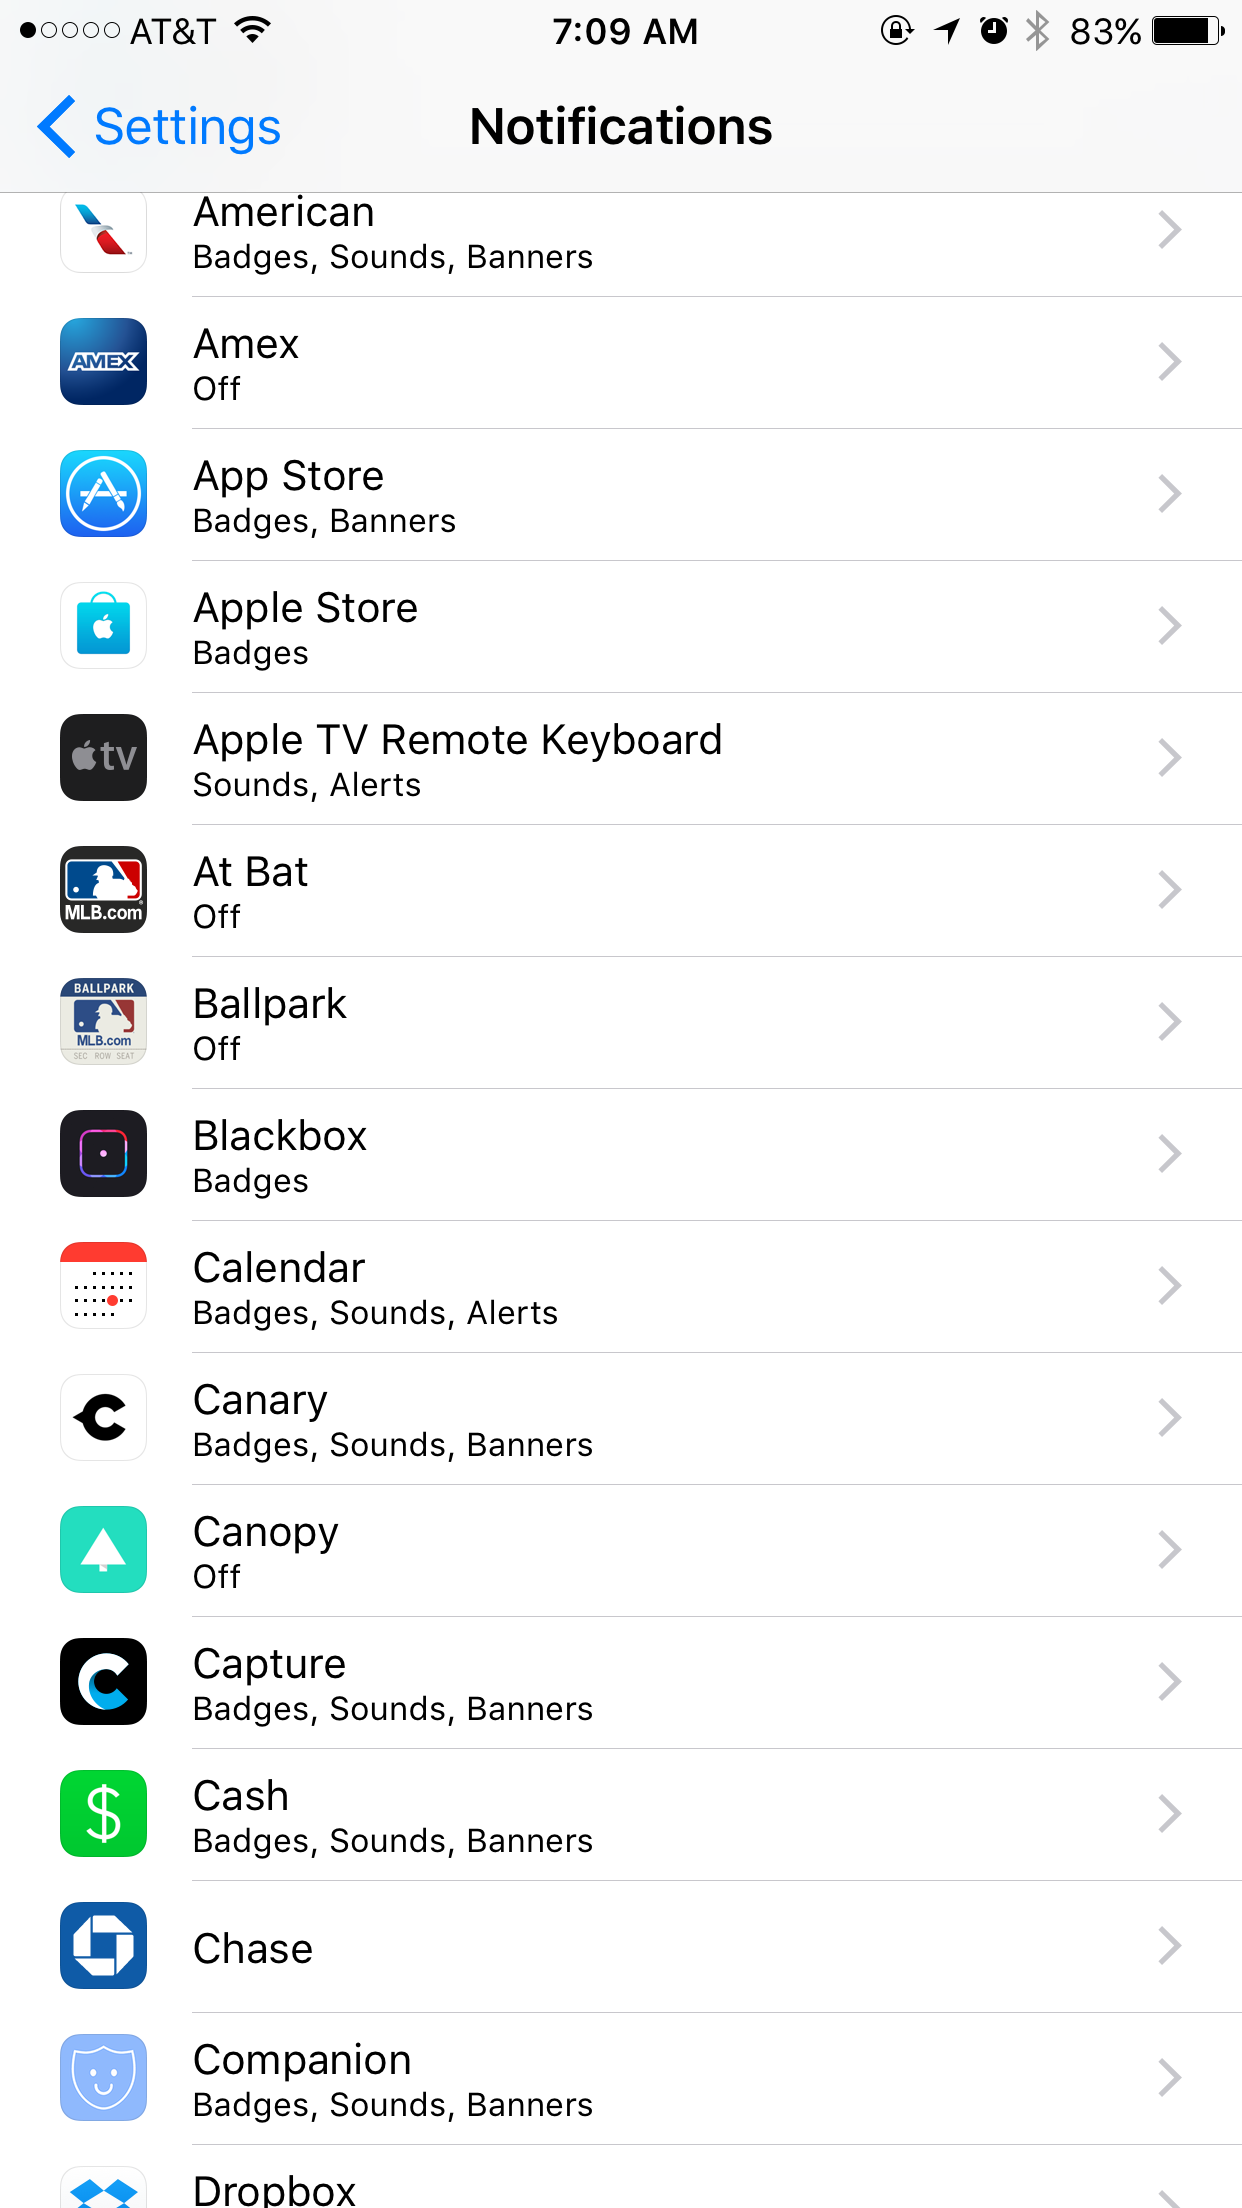 AT&T 7:09 AM 83%
Settings Notifications
American
Badges, Sounds, Banners
AMEX
Amex
Off
App Store
Badges, Banners
Apple Store
Badges
tv
Apple TV Remote Keyboard
Sounds, Alerts
MLB.com
At Bat
Off
BALLPARK
MLB.com
SEC ROW SEAT
Ballpark
Off
Blackbox
Badges
Calendar
Badges, Sounds, Alerts
Canary
Badges, Sounds, Banners
Canopy
Off
Capture
Badges, Sounds, Banners
$
Cash
Badges, Sounds, Banners
Chase
Companion
Badges, Sounds, Banners
Dropbox